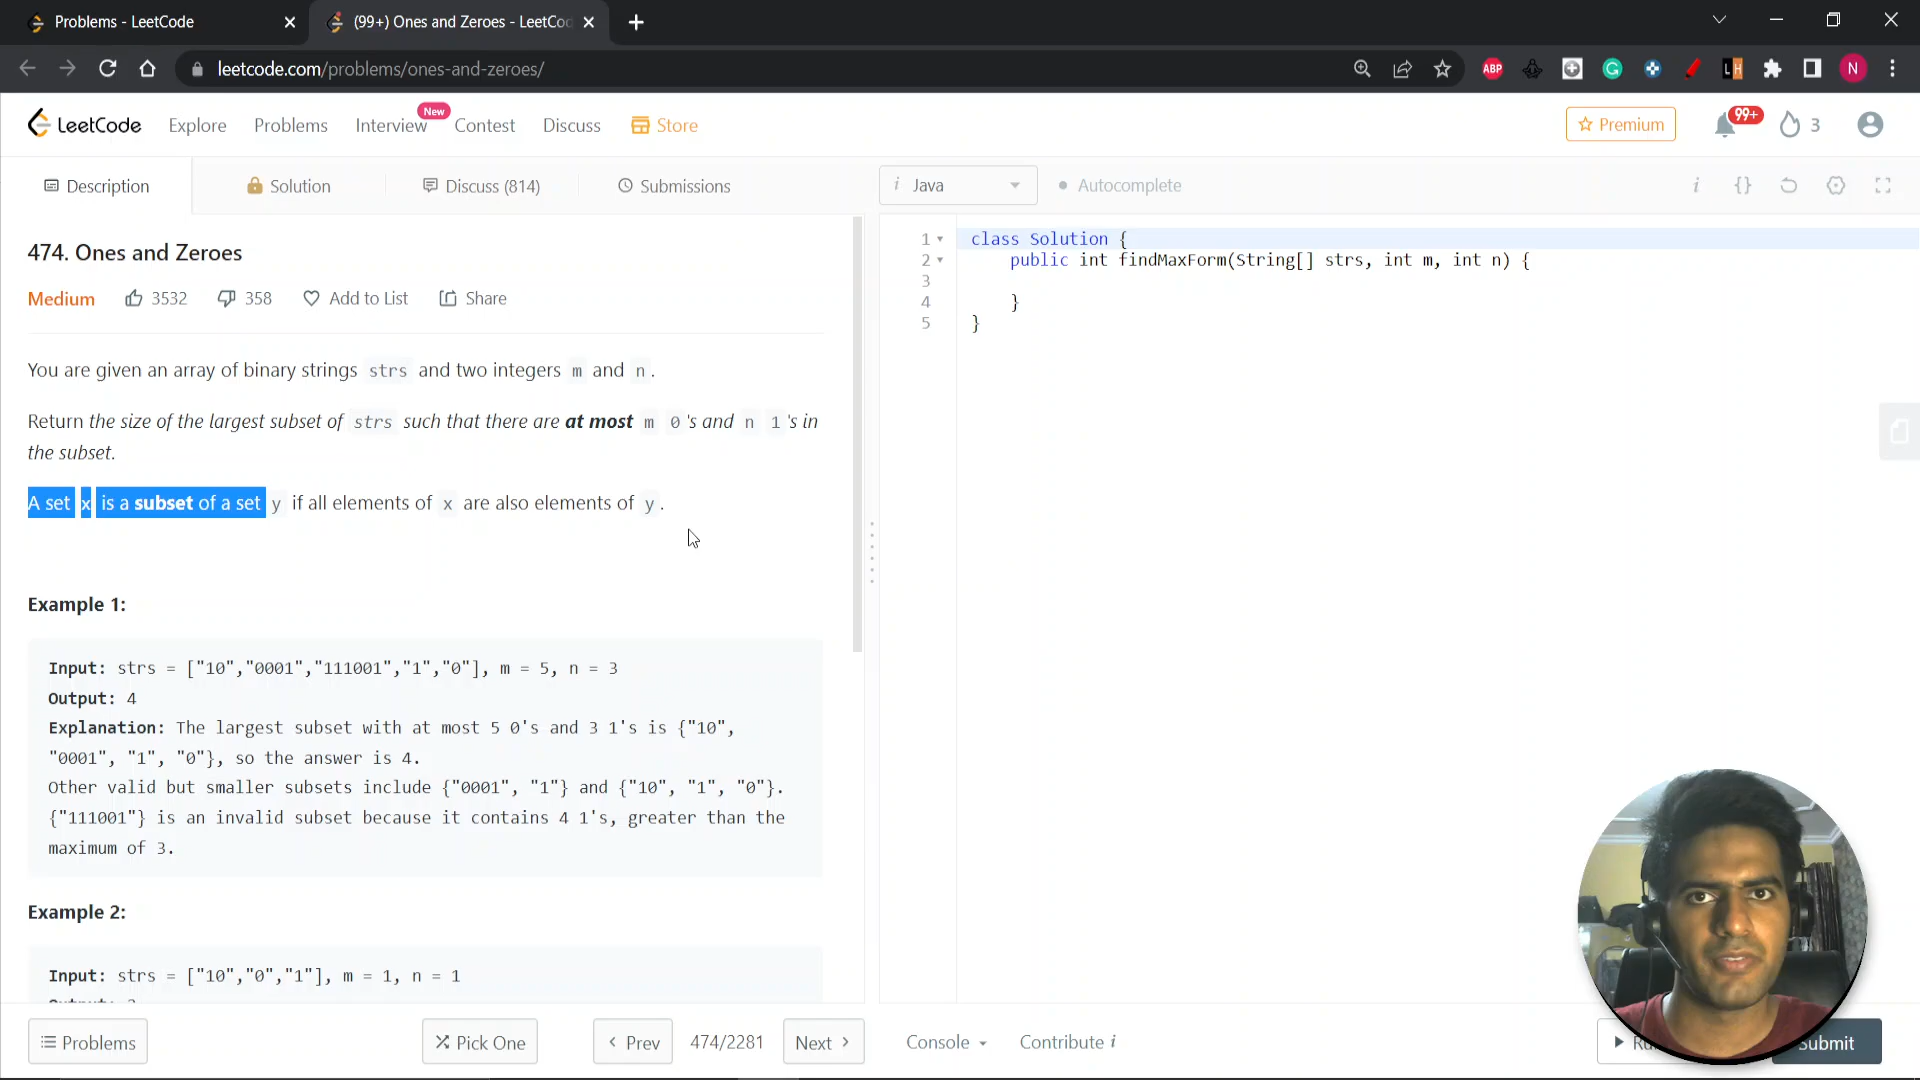 Problems - LeetCode
(99+) Ones and Zeroes - LeetCo
leetcode.com/problems/ones-and-zeroes/
ABP
LH
N
LeetCode
Explore
Problems
Interview
New
Contest
Discuss
Store
Premium
99+
3
Description
Solution
Discuss (814)
Submissions
i Java
Autocomplete
i {}
474. Ones and Zeroes
Medium
3532
358
Add to List
Share
You are given an array of binary strings strs and two integers m and n.
Return the size of the largest subset of strs such that there are at most m 0's and n 1's in
the subset.
A set x is a subset of a set y if all elements of x are also elements of y.
Example 1:
Input: strs = ["10","0001","111001","1","0"], m = 5, n = 3
Output: 4
Explanation: The largest subset with at most 5 0's and 3 1's is {"10",
"0001", "1", "0"}, so the answer is 4.
Other valid but smaller subsets include {"0001", "1"} and {"10", "1", "0"}.
{"111001"} is an invalid subset because it contains 4 1's, greater than the
maximum of 3.
Example 2:
Input: strs = ["10","0","1"], m = 1, n = 1
1 class Solution {
2 public int findMaxForm(String[] strs, int m, int n) {
3
4 }
5 }
Problems
Pick One
Prev
474/2281
Next
Console
Contribute i
Submit